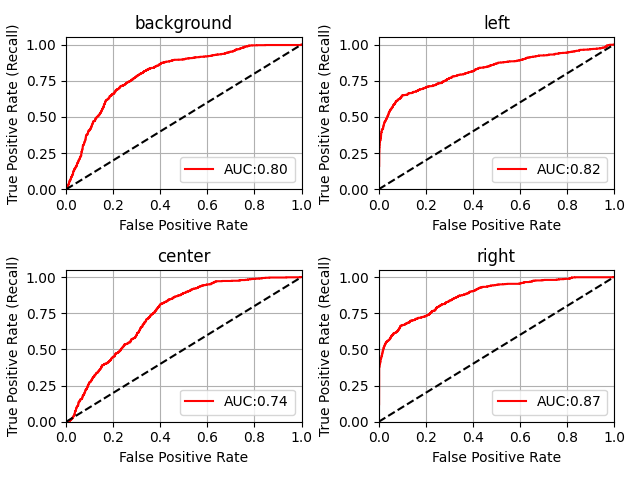 background
True Positive Rate (Recall)
1.00
0.75
0.50
0.25
0.00
AUC:0.80
0.0 0.2 0.4 0.6 0.8 1.0
False Positive Rate
left
True Positive Rate (Recall)
1.00
0.75
0.50
0.25
0.00
AUC:0.82
0.0 0.2 0.4 0.6 0.8 1.0
False Positive Rate
center
True Positive Rate (Recall)
1.00
0.75
0.50
0.25
0.00
AUC:0.74
0.0 0.2 0.4 0.6 0.8 1.0
False Positive Rate
right
True Positive Rate (Recall)
1.00
0.75
0.50
0.25
0.00
AUC:0.87
0.0 0.2 0.4 0.6 0.8 1.0
False Positive Rate